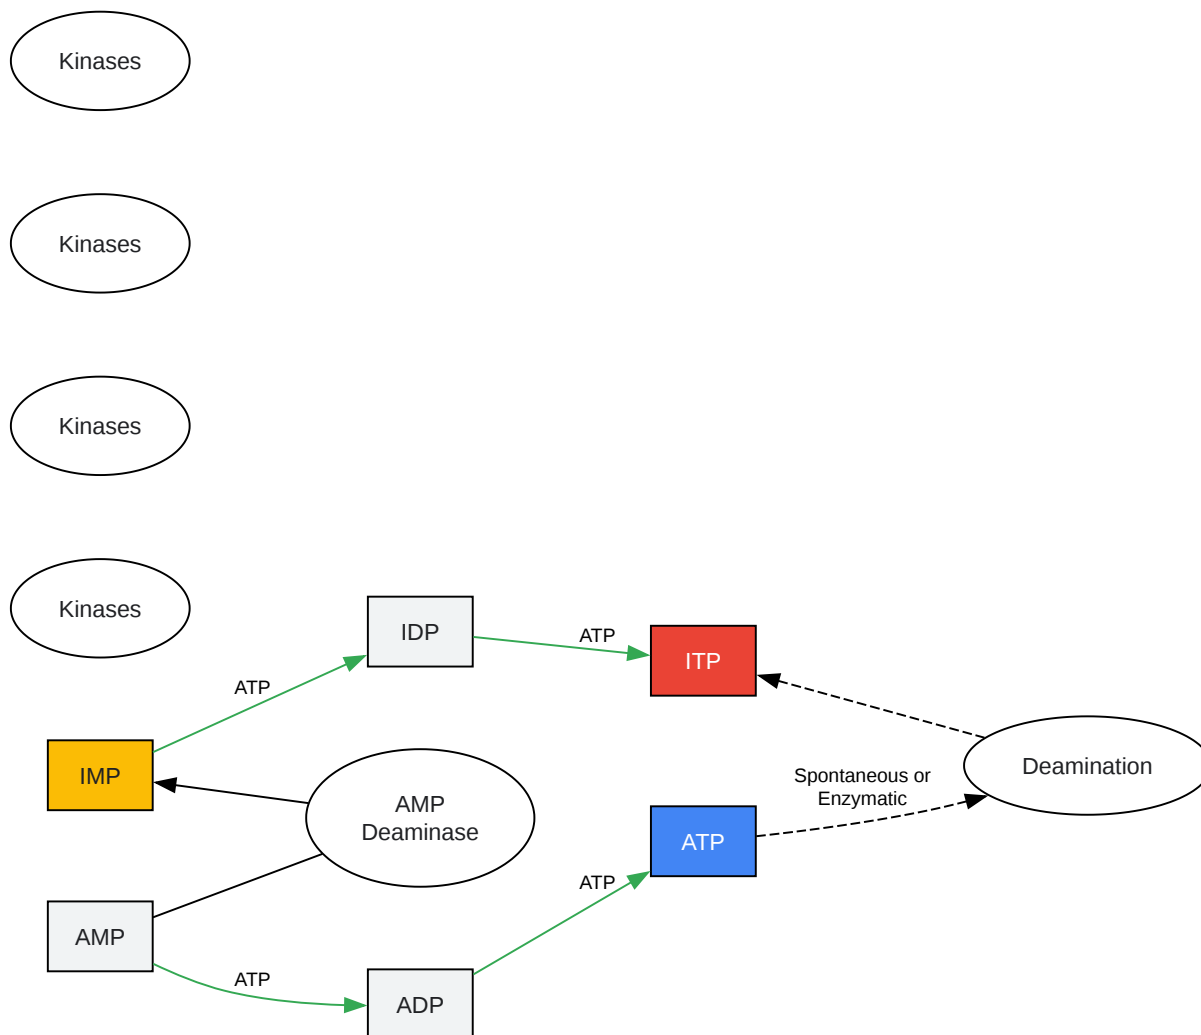 Kinases
Kinases
Kinases
Kinases
IDP
ATP
ITP
ATP
IMP
AMP
Deaminase
Spontaneous or
Enzymatic
Deamination
ATP
ATP
AMP
ATP
ADP